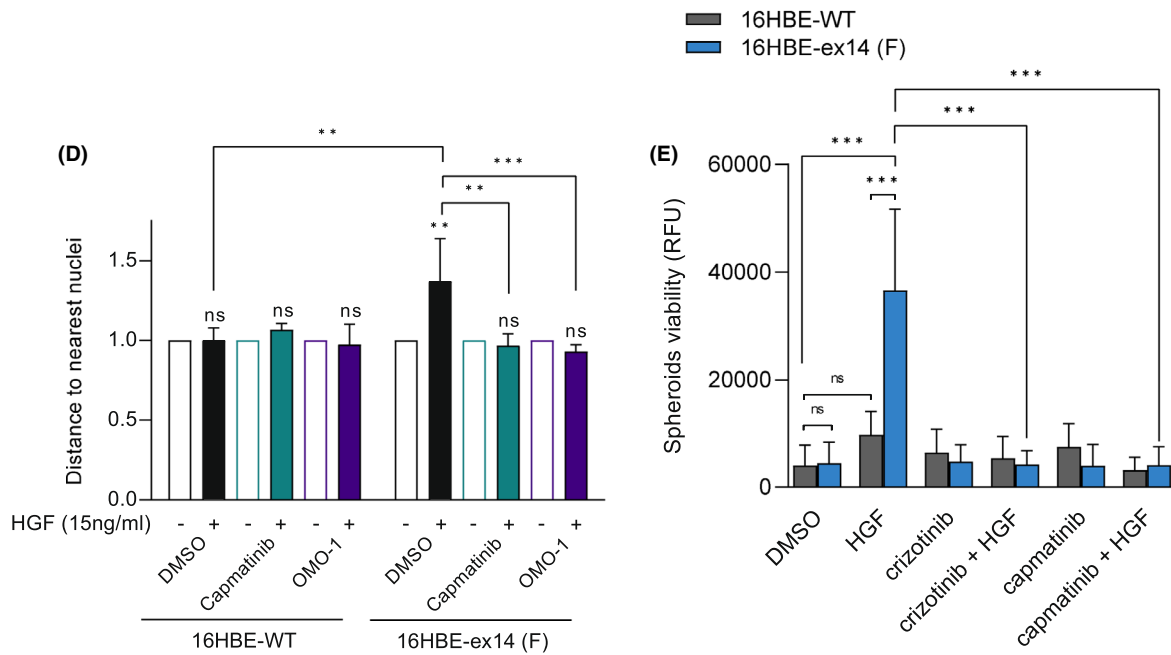 16HBE-WT
16HBE-ex14 (F)
(D)
** 
***
**
**
Distance to nearest nuclei
1.5
1.0
0.5
0.0
ns
ns
ns
ns
ns
HGF (15ng/ml)
- + - + - + - + - + - +
DMSO
Capmatinib
OMO-1
DMSO
Capmatinib
OMO-1
16HBE-WT
16HBE-ex14 (F)
(E)
***
***
***
***
Spheroids viability (RFU)
60000
40000
20000
0
ns
ns
DMSO
HGF
crizotinib
crizotinib + HGF
capmatinib
capmatinib + HGF